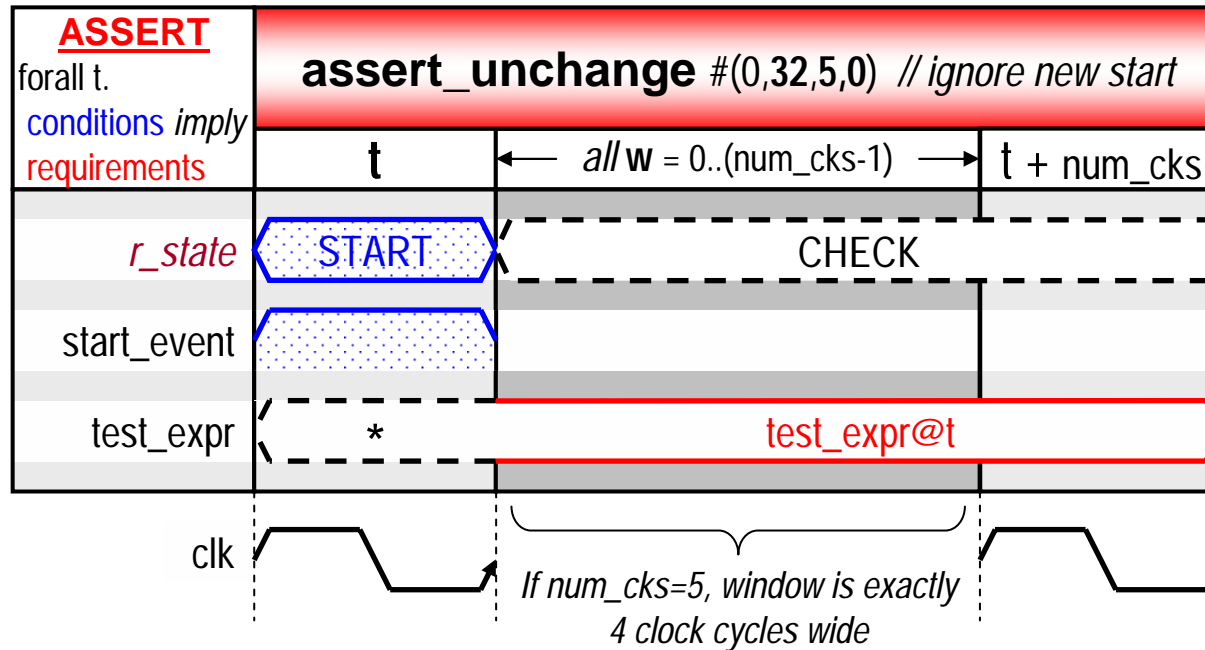 ASSERT
forall t.
conditions imply
requirements
assert_unchange #(0,32,5,0) // ignore new start
t
all w = 0..(num_cks-1)
t + num_cks
r_state
START
CHECK
start_event
test_expr
*
test_expr@t
clk
If num_cks=5, window is exactly
4 clock cycles wide